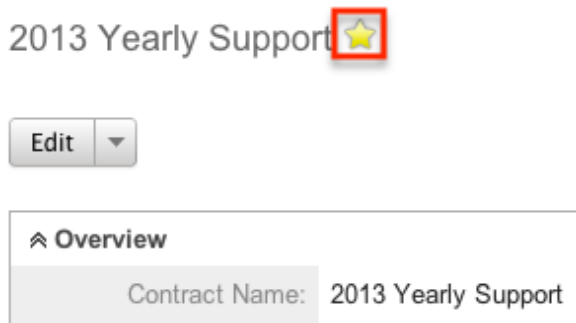 2013 Yearly Support
Edit
Overview
Contract Name: 2013 Yearly Support